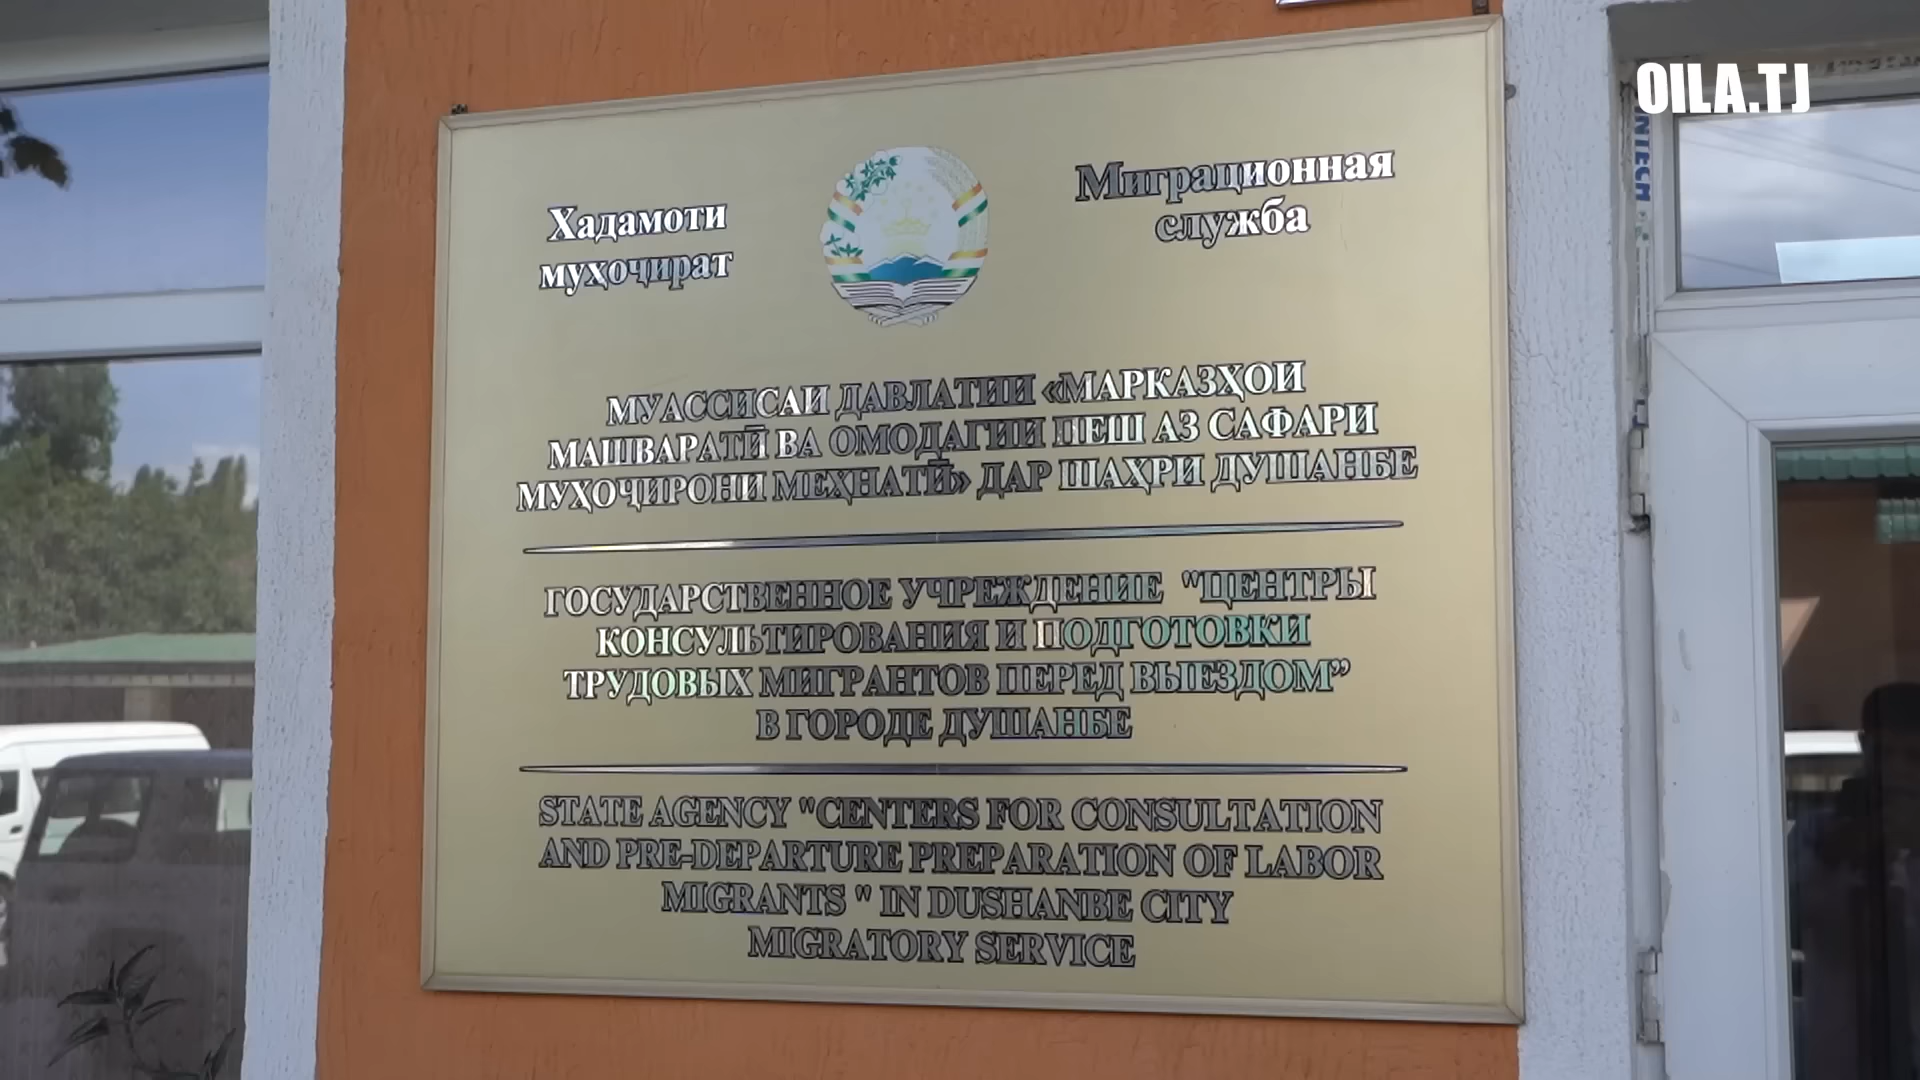 OILA.TJ
Хадамоти
муҳоҷират
Миграционная
служба
МУАССИСАИ ДАВЛАТИИ «МАРКАЗҲОИ
МАШВАРАТӢ ВА ОМОДАГИИ ПЕШ АЗ САФАРИ
МУҲОҶИРОНИ МЕҲНАТӢ» ДАР ШАҲРИ ДУШАНБЕ
ГОСУДАРСТВЕННОЕ УЧРЕЖДЕНИЕ "ЦЕНТРЫ
КОНСУЛЬТИРОВАНИЯ И ПОДГОТОВКИ
ТРУДОВЫХ МИГРАНТОВ ПЕРЕД ВЫЕЗДОМ”
В ГОРОДЕ ДУШАНБЕ
STATE AGENCY "CENTERS FOR CONSULTATION
AND PRE-DEPARTURE PREPARATION OF LABOR
MIGRANTS " IN DUSHANBE CITY
MIGRATORY SERVICE